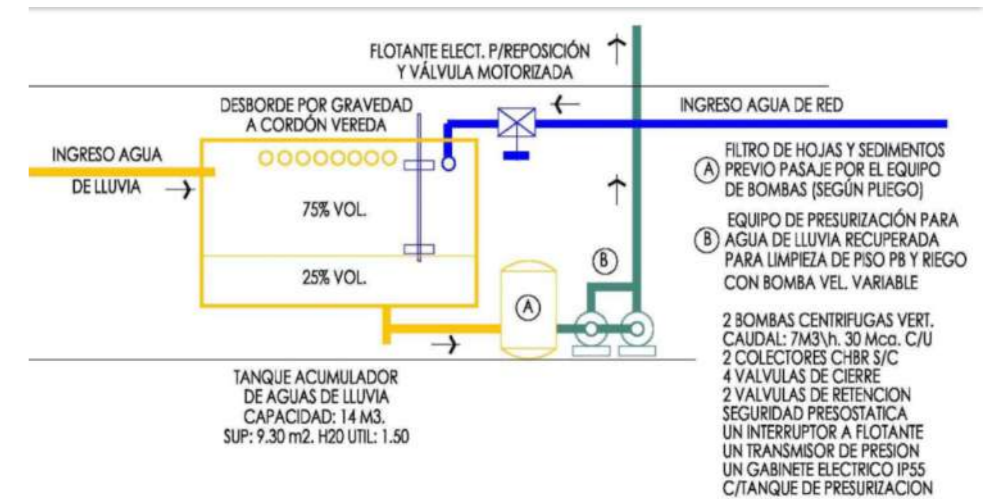 FLOTANTE ELECT. P/REPOSICIÓN
Y VÁLVULA MOTORIZADA
DESBORDE POR GRAVEDAD
A CORDÓN VEREDA
INGRESO AGUA DE RED
INGRESO AGUA
DE LLUVIA
75% VOL.
25% VOL.
A
B
TANQUE ACUMULADOR
DE AGUAS DE LLUVIA
CAPACIDAD: 14 M3.
SUP: 9.30 m2. H20 UTIL: 1.50
A
FILTRO DE HOJAS Y SEDIMENTOS
PREVIO PASAJE POR EL EQUIPO
DE BOMBAS (SEGÚN PLIEGO)
B
EQUIPO DE PRESURIZACIÓN PARA
AGUA DE LLUVIA RECUPERADA
PARA LIMPIEZA DE PISO PB Y RIEGO
CON BOMBA VEL. VARIABLE
2 BOMBAS CENTRIFUGAS VERT.
CAUDAL: 7M3\h. 30 Mca. C/U
2 COLECTORES CHBR S/C
4 VALVULAS DE CIERRE
2 VALVULAS DE RETENCION
SEGURIDAD PRESOSTATICA
UN INTERRUPTOR A FLOTANTE
UN TRANSMISOR DE PRESION
UN GABINETE ELECTRICO IP55
C/TANQUE DE PRESURIZACION